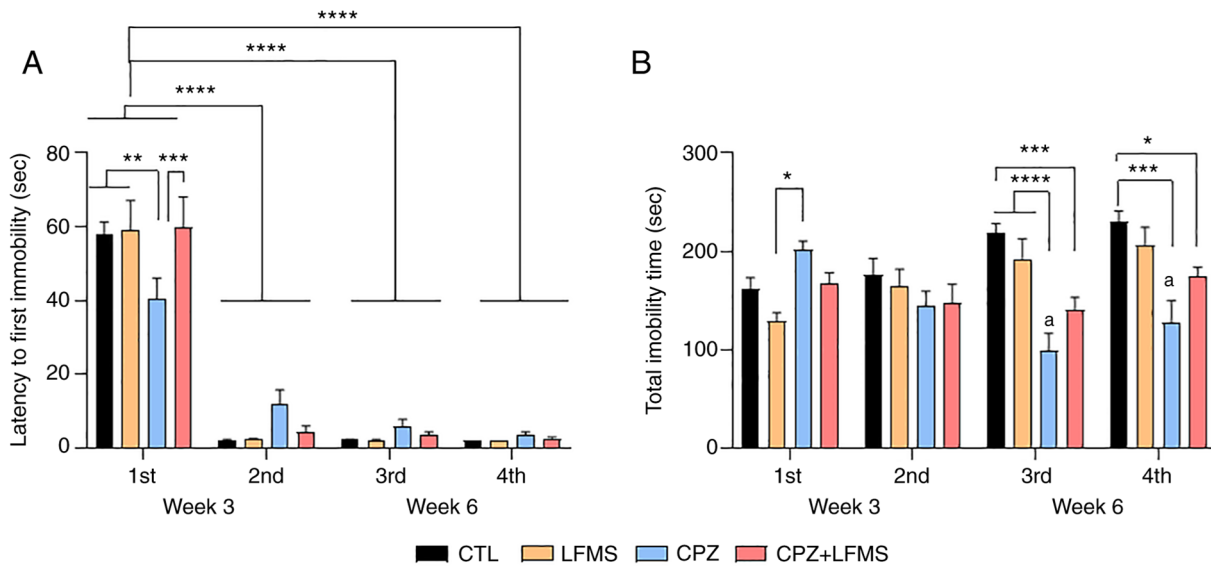 A
****
****
****
** ***
Latency to first immobility (sec)
80
60
40
20
0
1st 2nd 3rd 4th
Week 3 Week 6
B
*
***
****
*
***
a
a
Total imobility time (sec)
300
200
100
0
1st 2nd 3rd 4th
Week 3 Week 6
CTL LFMS CPZ CPZ+LFMS